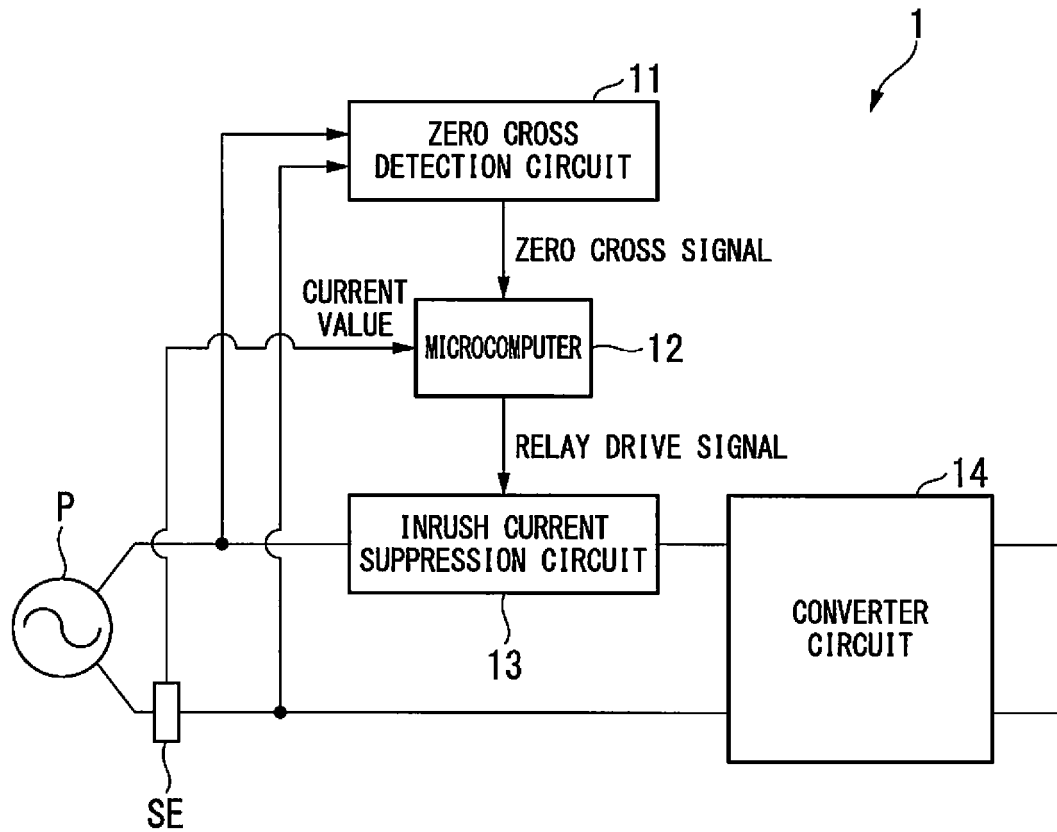 1
11
ZERO CROSS
DETECTION CIRCUIT
ZERO CROSS SIGNAL
CURRENT
VALUE
MICROCOMPUTER
12
RELAY DRIVE SIGNAL
14
P
INRUSH CURRENT
SUPPRESSION CIRCUIT
CONVERTER
CIRCUIT
13
SE